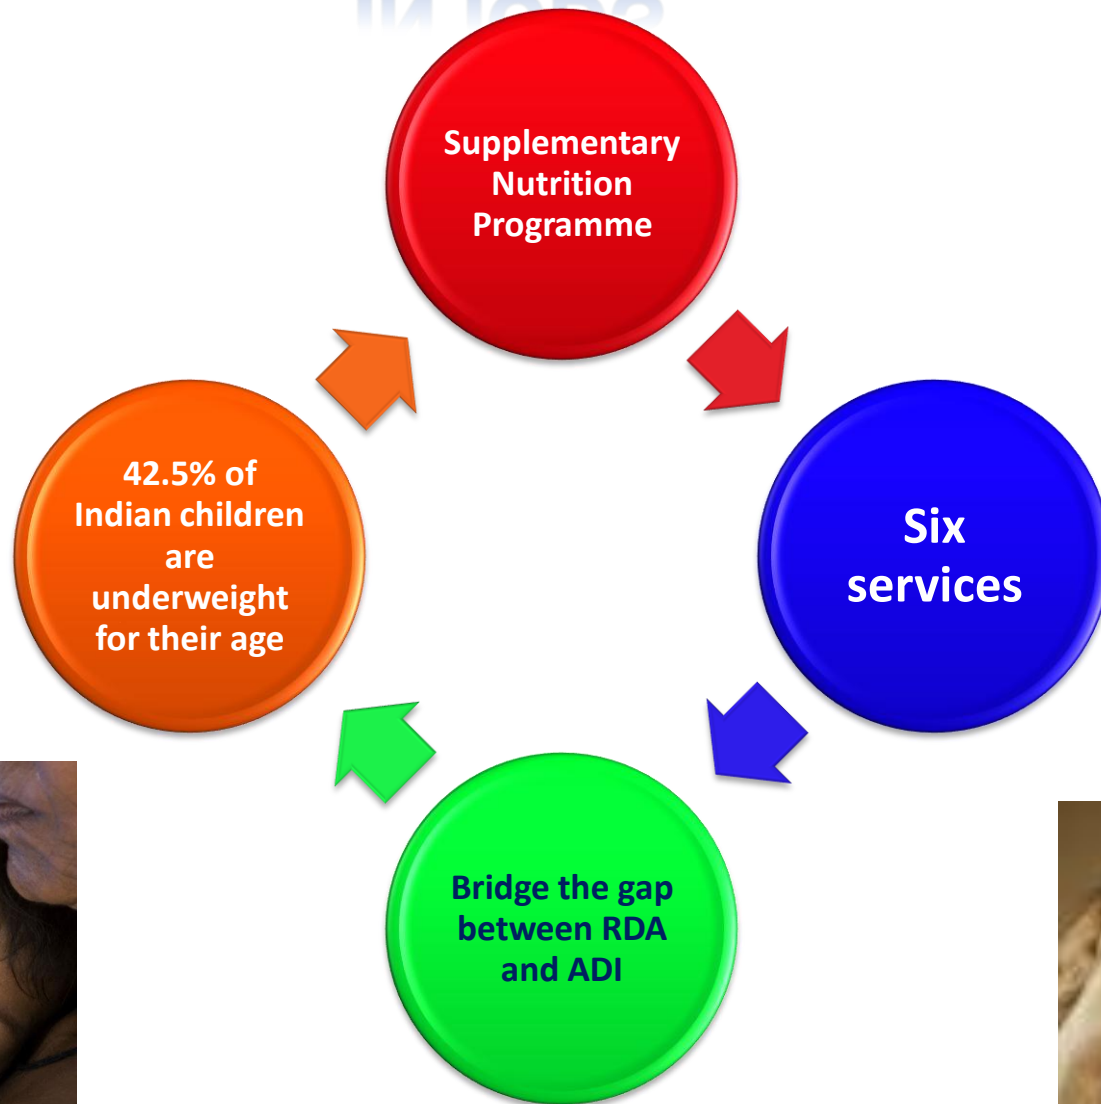 Supplementary
Nutrition
Programme
42.5% of
Indian children
are
underweight
for their age
Six
services
Bridge the gap
between RDA
and ADI